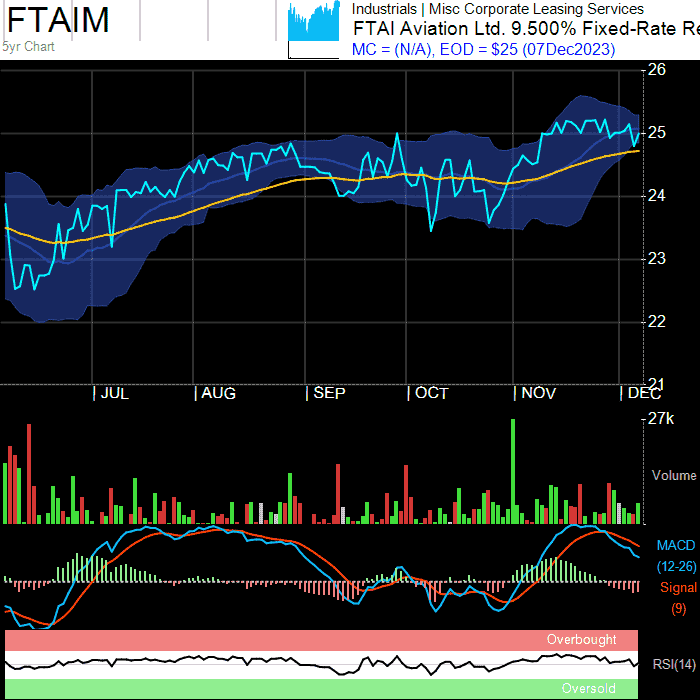 FTAIM
5yr Chart
Industrials | Misc Corporate Leasing Services
FTAI Aviation Ltd. 9.500% Fixed-Rate Re
MC = (N/A), EOD = $25 (07Dec2023)
26
25
24
23
22
21
JUL AUG SEP OCT NOV DEC
27k
Volume
MACD
(12-26)
Signal
(9)
Overbought
RSI(14)
Oversold